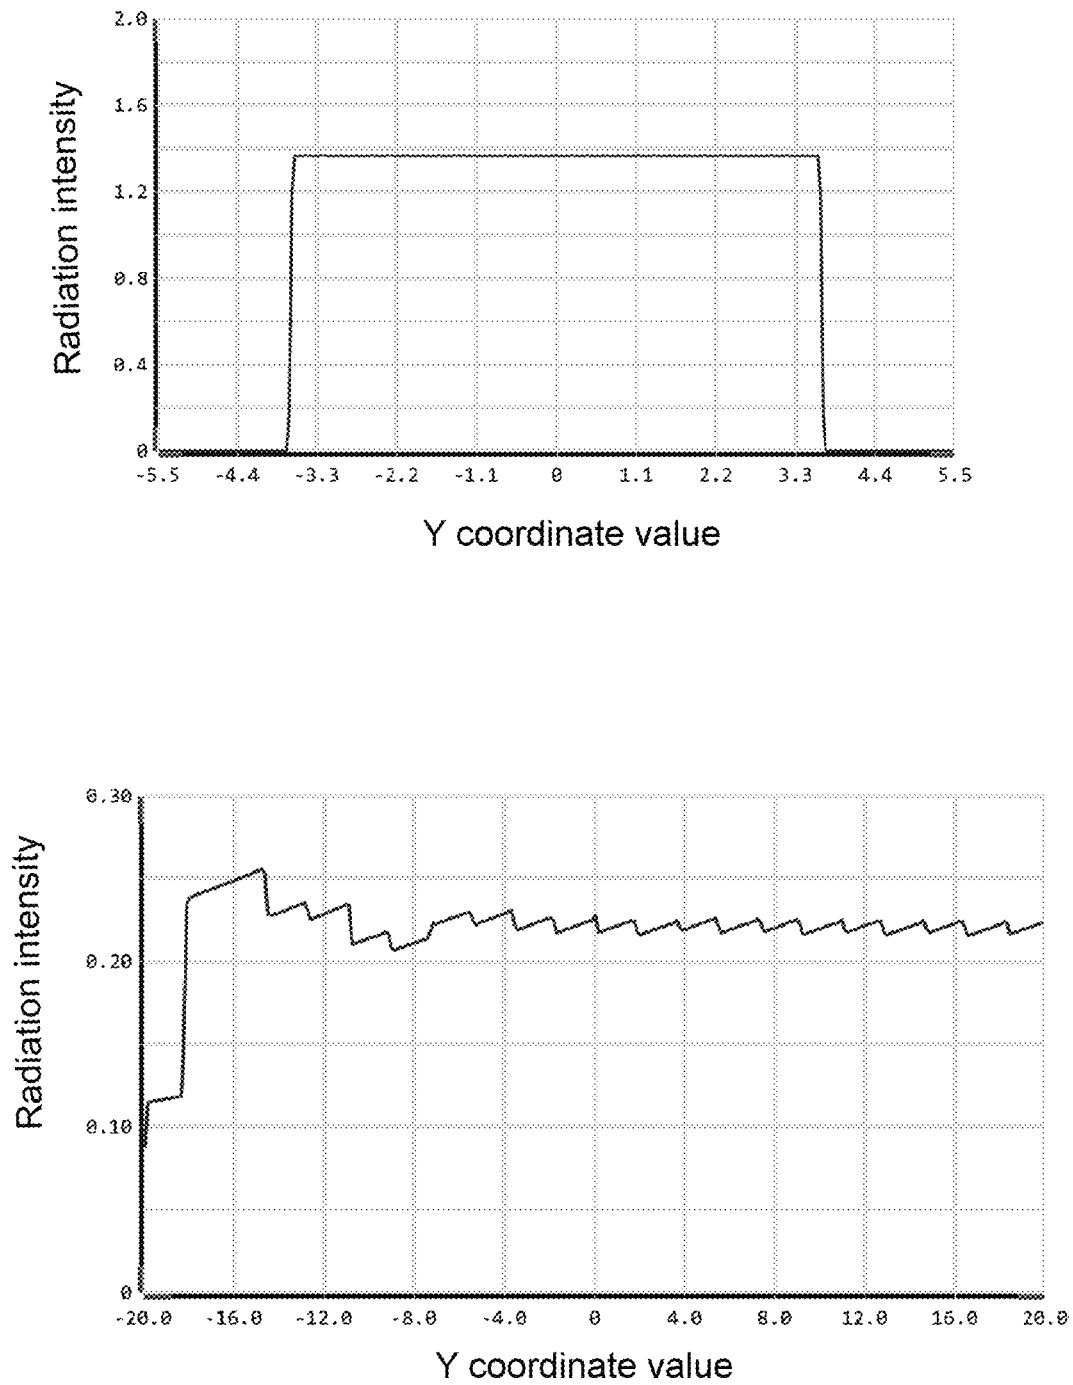 2.0
1.6
1.2
0.8
0.4
0
Radiation intensity
-5.5 -4.4 -3.3 -2.2 -1.1 0 1.1 2.2 3.3 4.4 5.5
Y coordinate value
0.30
0.20
0.10
0
Radiation intensity
-20.0 -16.0 -12.0 -8.0 -4.0 0 4.0 8.0 12.0 16.0 20.0
Y coordinate value